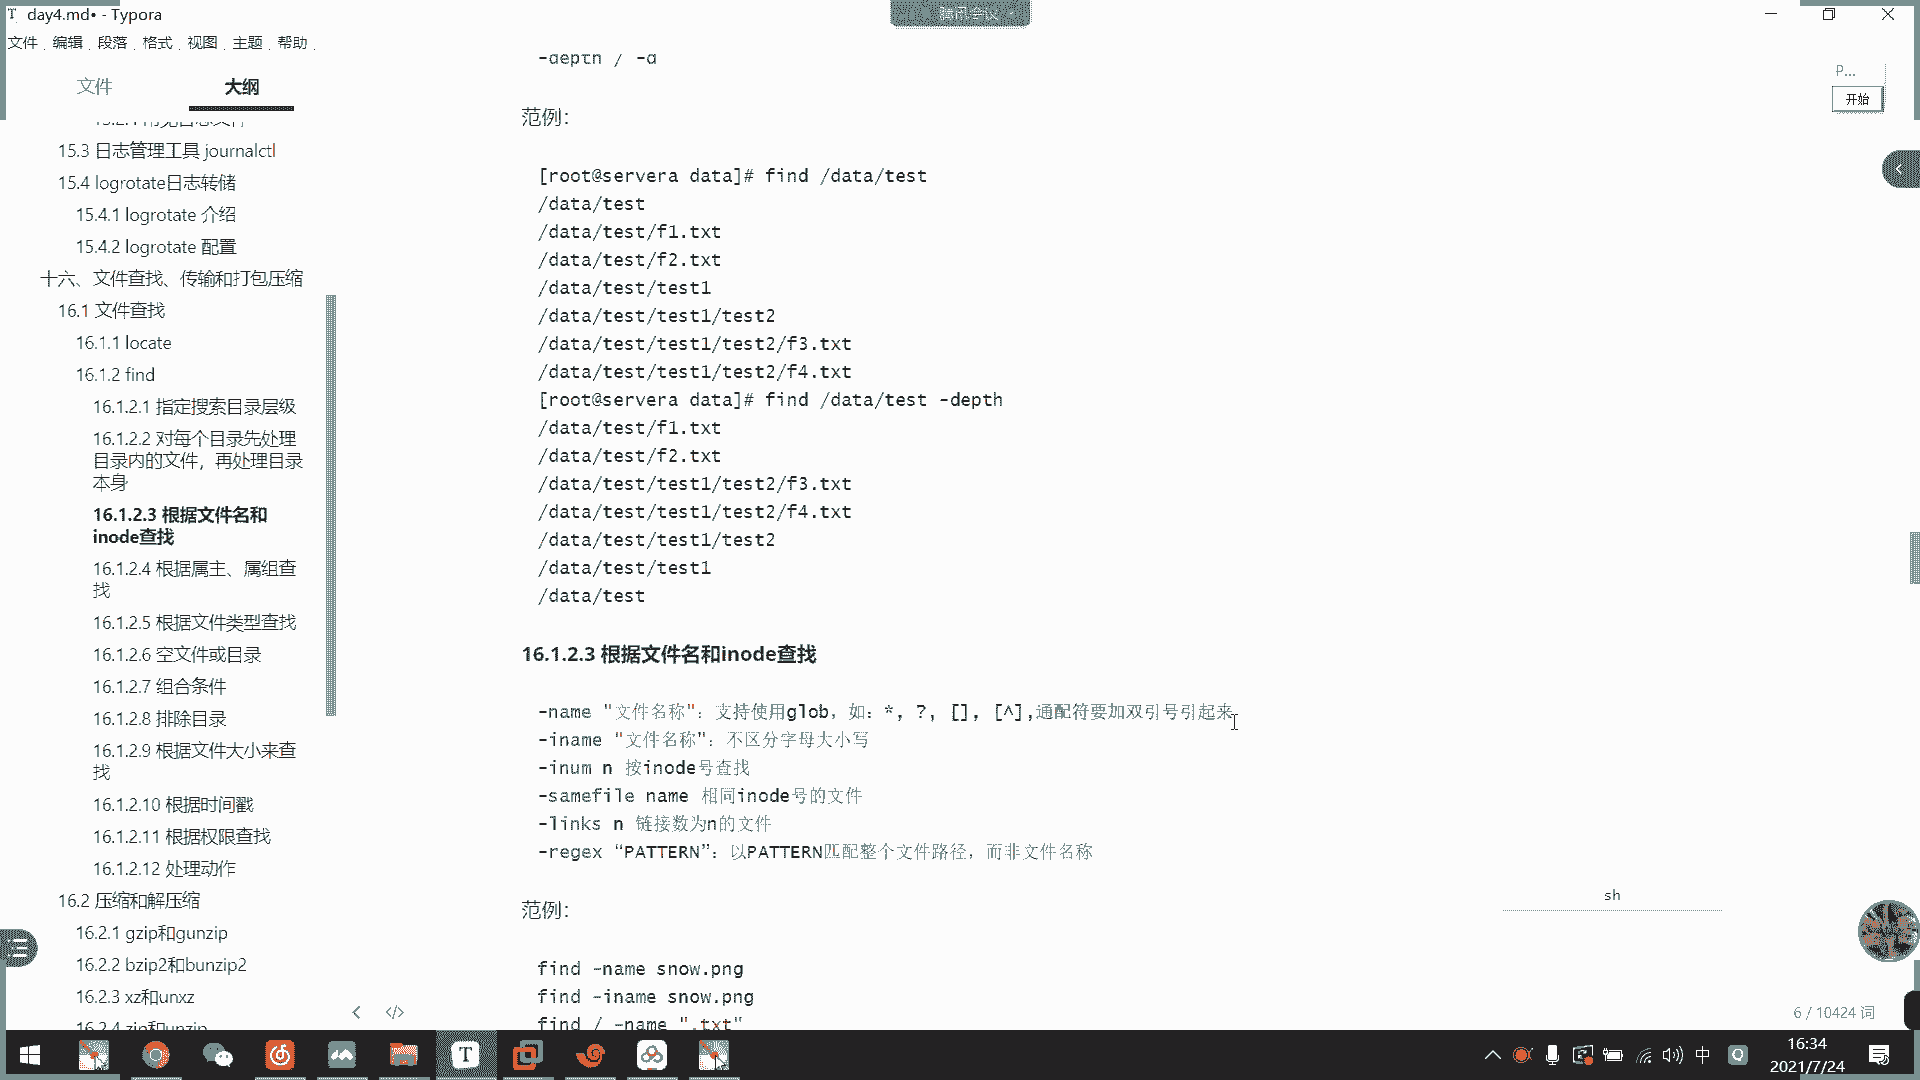 day4.md• - Typora
腾讯会议
文件 编辑 段落 格式 视图 主题 帮助
文件
大纲
15.3 日志管理工具 journalctl
15.4 logrotate日志转储
15.4.1 logrotate 介绍
15.4.2 logrotate 配置
十六、文件查找、传输和打包压缩
16.1 文件查找
16.1.1 locate
16.1.2 find
16.1.2.1 指定搜索目录层级
16.1.2.2 对每个目录先处理
目录内的文件，再处理目录
本身
16.1.2.3 根据文件名和
inode查找
16.1.2.4 根据属主、属组查
找
16.1.2.5 根据文件类型查找
16.1.2.6 空文件或目录
16.1.2.7 组合条件
16.1.2.8 排除目录
16.1.2.9 根据文件大小来查
找
16.1.2.10 根据时间戳
16.1.2.11 根据权限查找
16.1.2.12 处理动作
16.2 压缩和解压缩
16.2.1 gzip和gunzip
16.2.2 bzip2和bunzip2
16.2.3 xz和unxz
16.2.4 zip和unzip
-depth / -d
范例：
[root@servera data]# find /data/test
/data/test
/data/test/f1.txt
/data/test/f2.txt
/data/test/test1
/data/test/test1/test2
/data/test/test1/test2/f3.txt
/data/test/test1/test2/f4.txt
[root@servera data]# find /data/test -depth
/data/test/f1.txt
/data/test/f2.txt
/data/test/test1/test2/f3.txt
/data/test/test1/test2/f4.txt
/data/test/test1/test2
/data/test/test1
/data/test
16.1.2.3 根据文件名和inode查找
-name "文件名称"：支持使用glob，如：*, ?, [], [^],通配符要加双引号引起来
-iname "文件名称"：不区分字母大小写
-inum n 按inode号查找
-samefile name 相同inode号的文件
-links n 链接数为n的文件
-regex “PATTERN”：以PATTERN匹配整个文件路径，而非文件名称
sh
范例：
find -name snow.png
find -iname snow.png
find / -name ".txt"
P...
开始
6 / 10424 词
中
16:34
2021/7/24